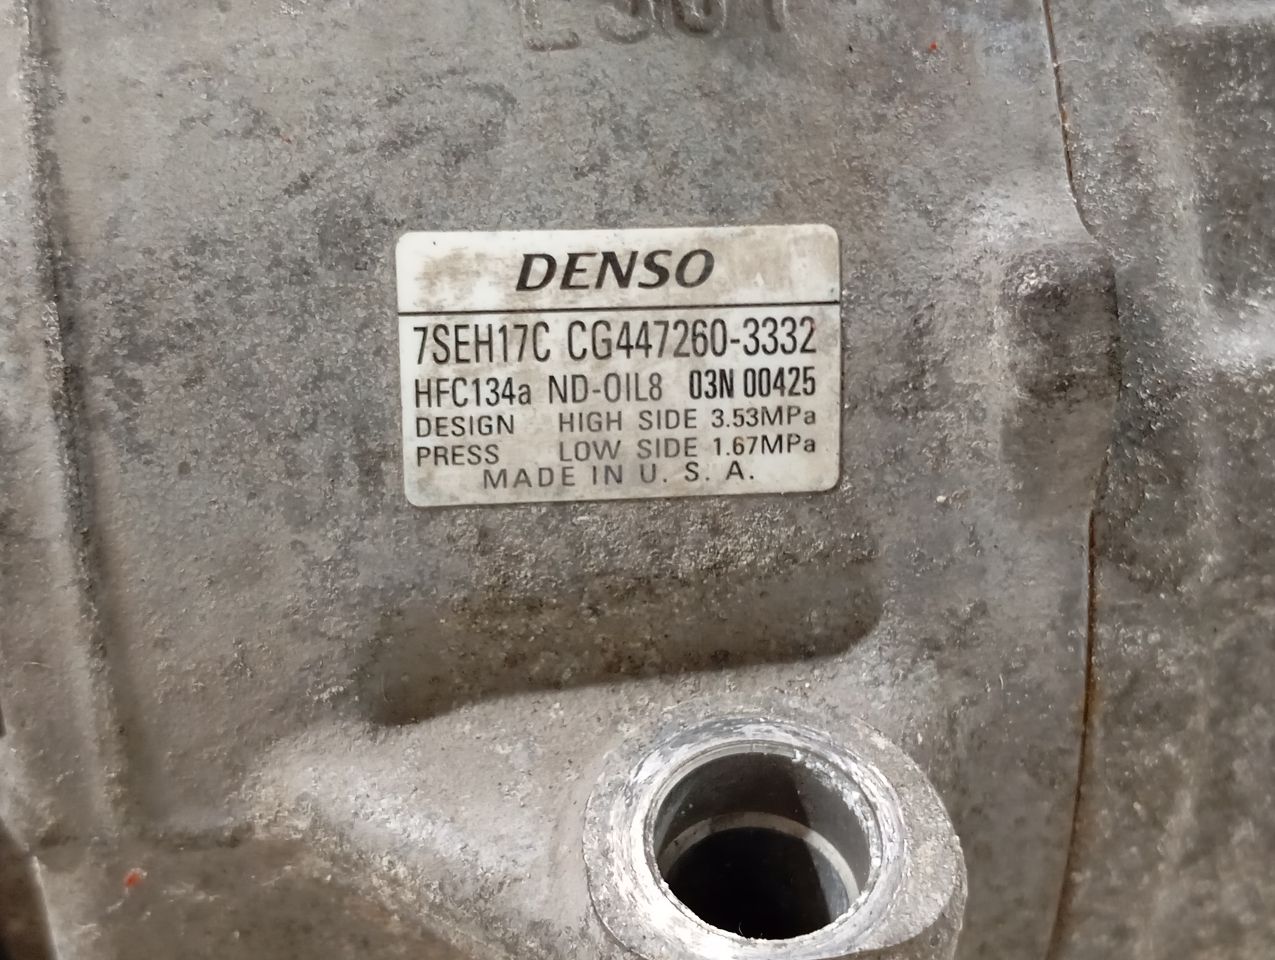 DENSO
7SEH17C CG447260-3332
HFC134a ND-OIL8 03N 00425
DESIGN HIGH SIDE 3.53MPa
PRESS LOW SIDE 1.67MPa
MADE IN U. S. A.